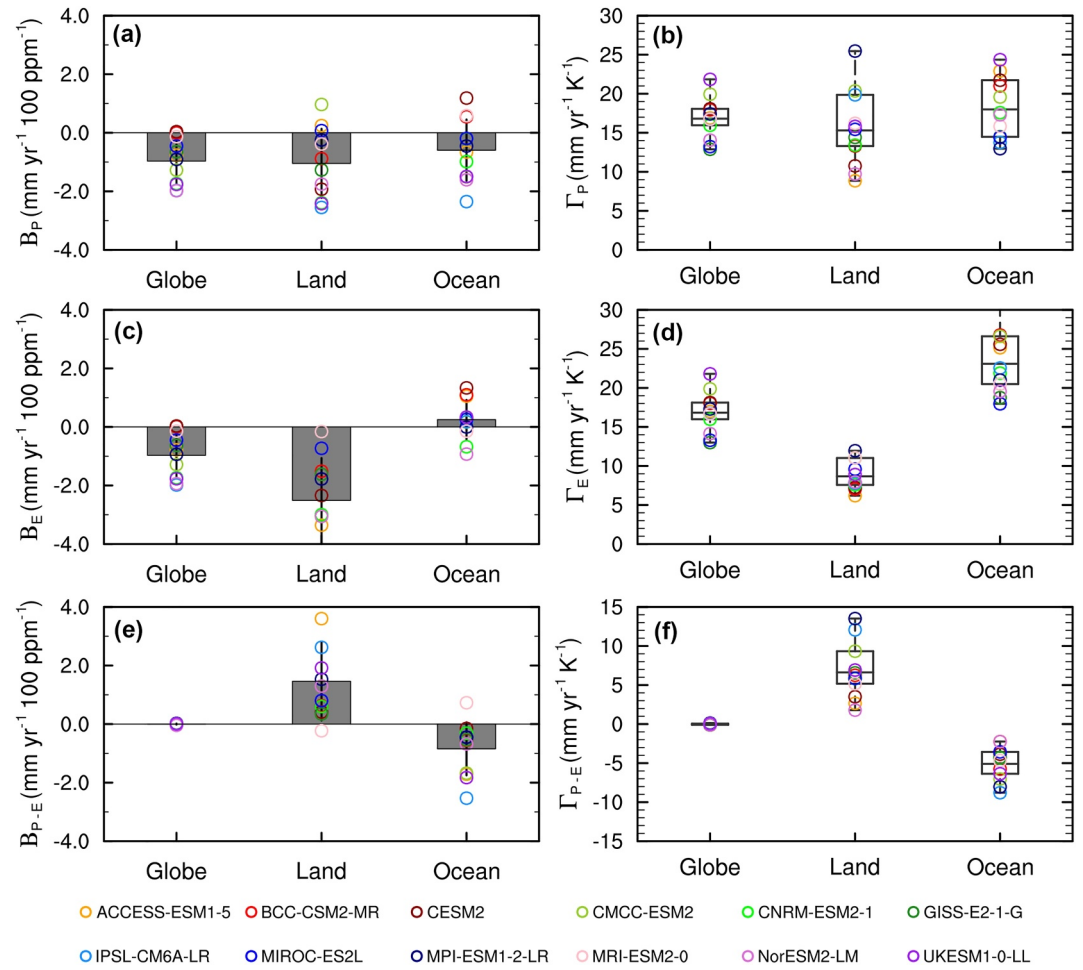 (a)
B_P (mm yr⁻¹ 100 ppm⁻¹)
4.0
2.0
0.0
-2.0
-4.0
Globe Land Ocean
(b)
Γ_P (mm yr⁻¹ K⁻¹)
30
25
20
15
10
5
0
Globe Land Ocean
(c)
B_E (mm yr⁻¹ 100 ppm⁻¹)
4.0
2.0
0.0
-2.0
-4.0
Globe Land Ocean
(d)
Γ_E (mm yr⁻¹ K⁻¹)
30
25
20
15
10
5
0
Globe Land Ocean
(e)
B_P-E (mm yr⁻¹ 100 ppm⁻¹)
4.0
2.0
0.0
-2.0
-4.0
Globe Land Ocean
(f)
Γ_P-E (mm yr⁻¹ K⁻¹)
15
10
5
0
-5
-10
-15
Globe Land Ocean
ACCESS-ESM1-5 BCC-CSM2-MR CESM2 CMCC-ESM2 CNRM-ESM2-1 GISS-E2-1-G
IPSL-CM6A-LR MIROC-ES2L MPI-ESM1-2-LR MRI-ESM2-0 NorESM2-LM UKESM1-0-LL